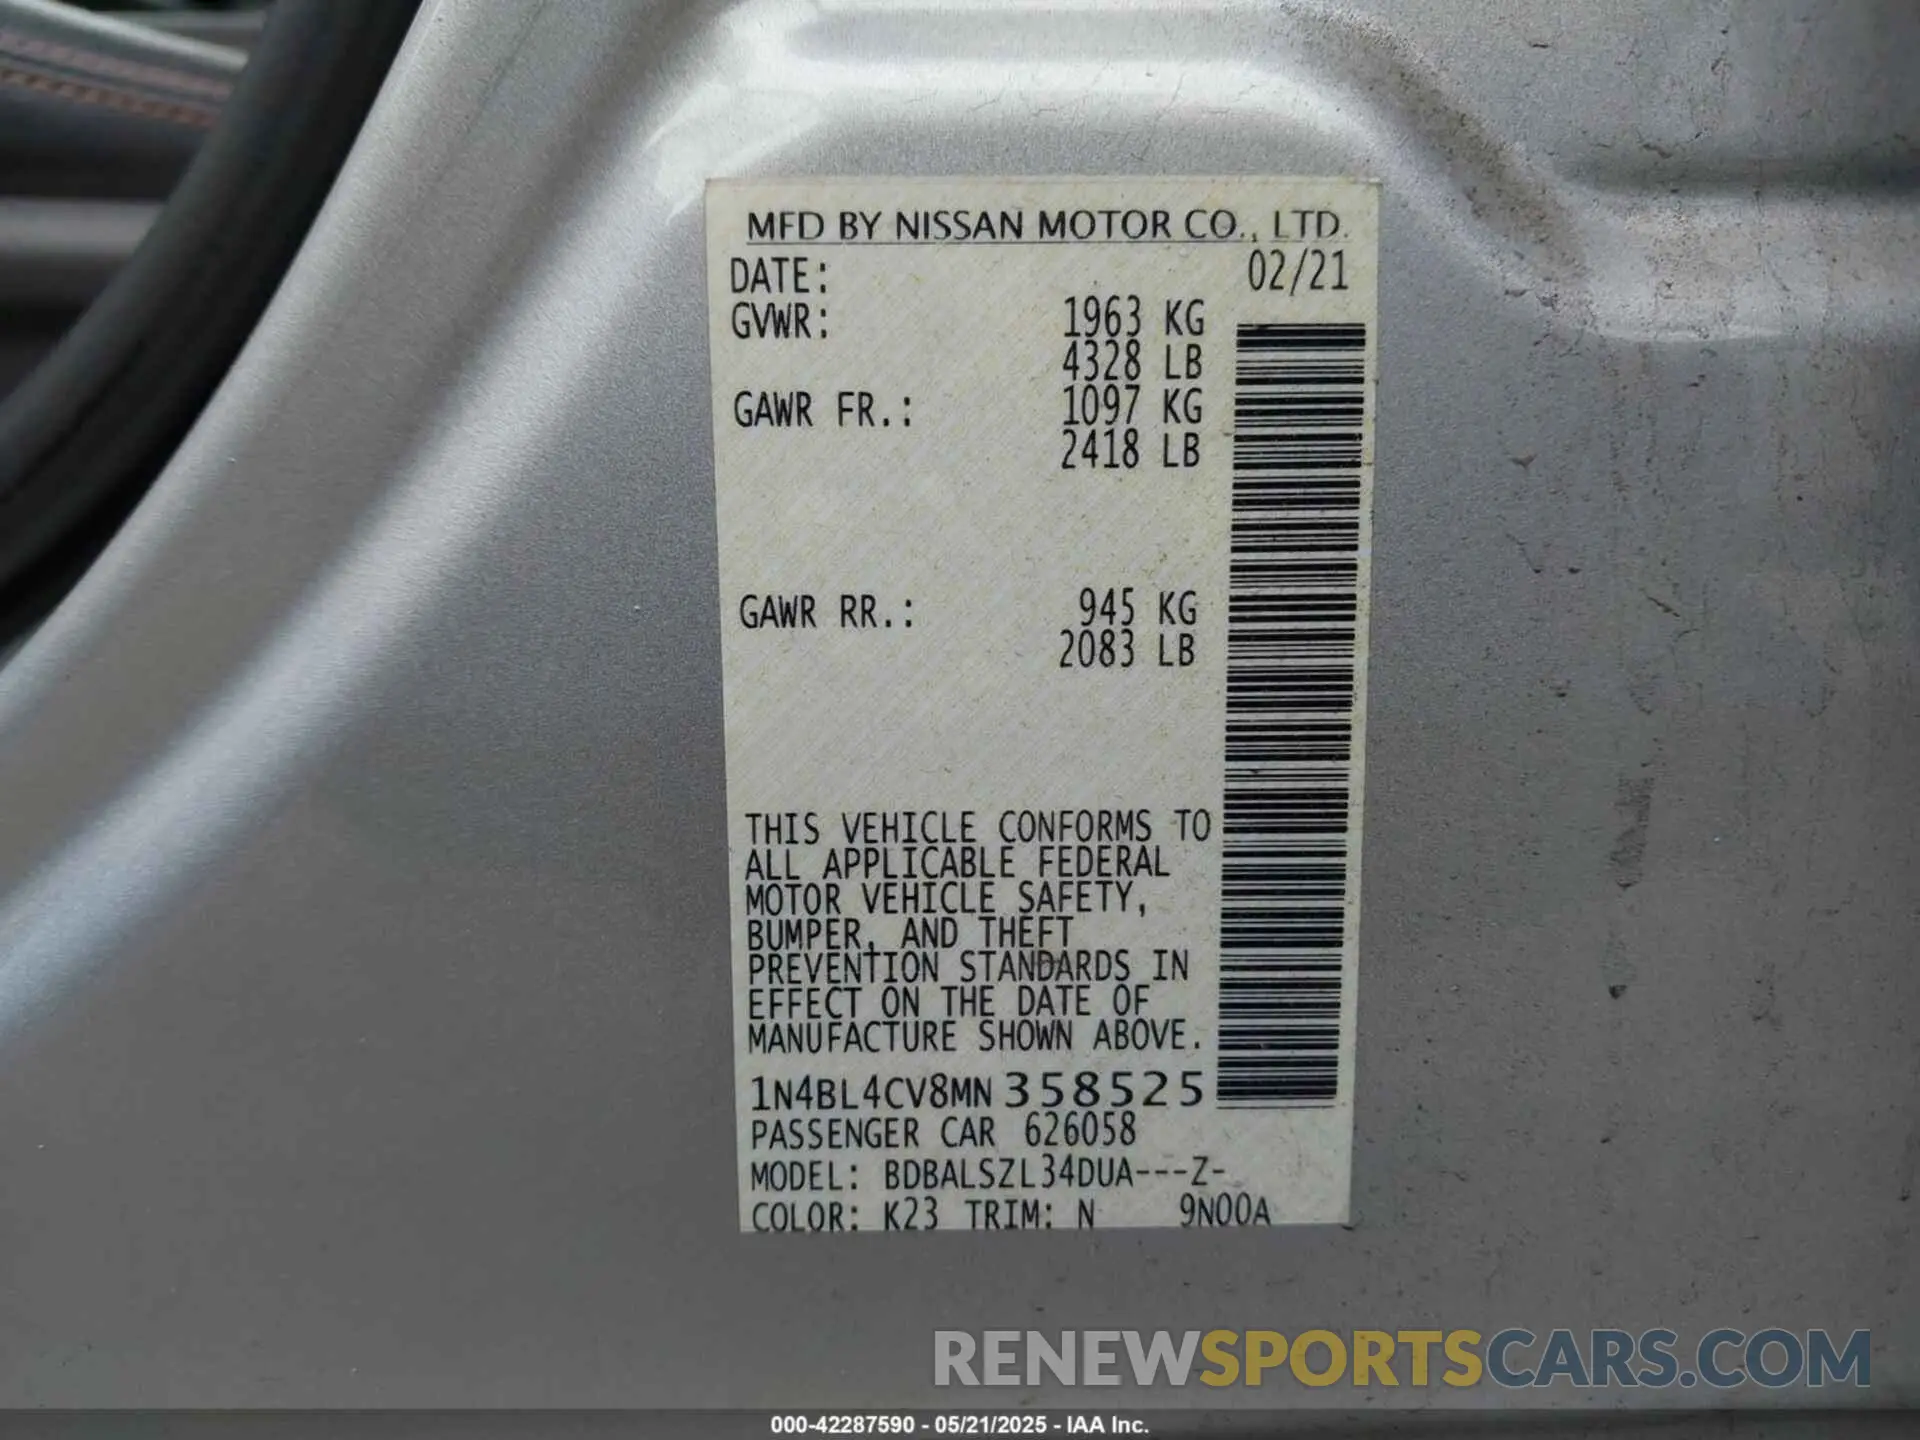 MFD BY NISSAN MOTOR CO., LTD.
DATE: 02/21
GVWR: 1963 KG
4328 LB
GAWR FR.: 1097 KG
2418 LB
GAWR RR.: 945 KG
2083 LB
THIS VEHICLE CONFORMS TO
ALL APPLICABLE FEDERAL
MOTOR VEHICLE SAFETY,
BUMPER, AND THEFT
PREVENTION STANDARDS IN
EFFECT ON THE DATE OF
MANUFACTURE SHOWN ABOVE.
1N4BL4CV8MN358525
PASSENGER CAR 626058
MODEL: BDBALSZL34DUA---Z-
COLOR: K23 TRIM: N 9N00A
RENEWSPORTSCARS.COM
000-42287590 - 05/21/2025 - IAA Inc.